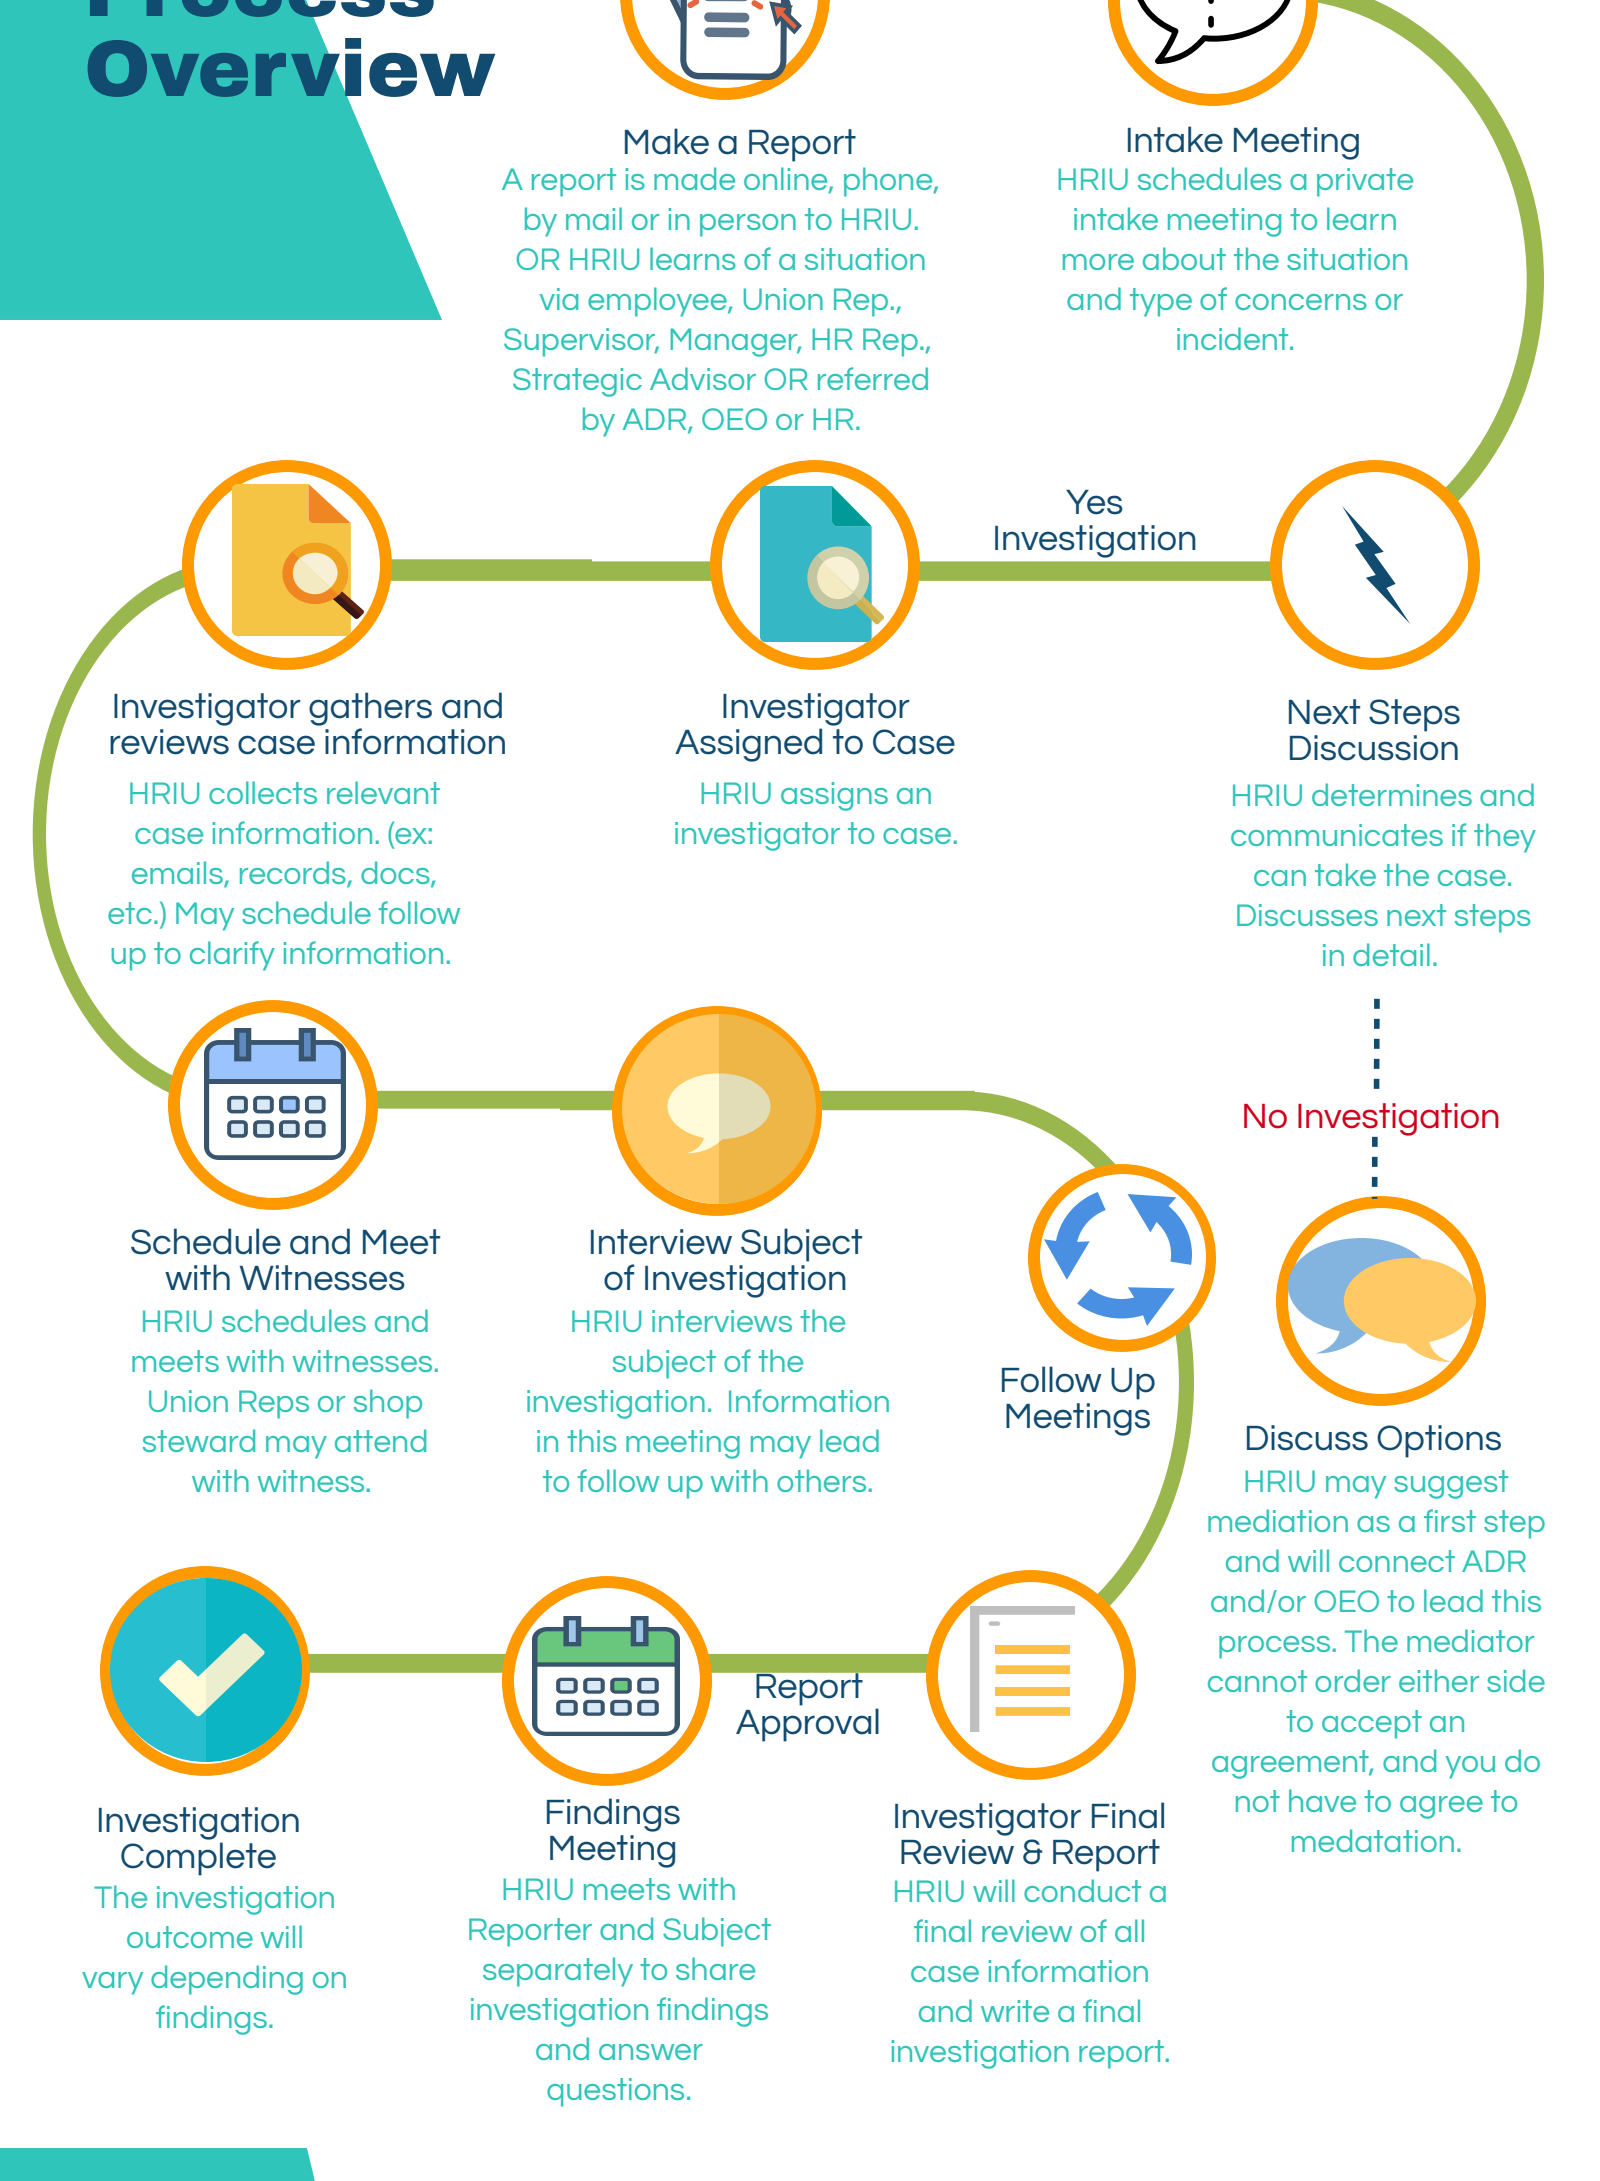 Process
Overview
Make a Report
A report is made online, phone,
by mail or in person to HRIU.
OR HRIU learns of a situation
via employee, Union Rep.,
Supervisor, Manager, HR Rep.,
Strategic Advisor OR referred
by ADR, OEO or HR.
Intake Meeting
HRIU schedules a private
intake meeting to learn
more about the situation
and type of concerns or
incident.
Yes
Investigation
Next Steps
Discussion
HRIU determines and
communicates if they
can take the case.
Discusses next steps
in detail.
Investigator
Assigned to Case
HRIU assigns an
investigator to case.
Investigator gathers and
reviews case information
HRIU collects relevant
case information. (ex:
emails, records, docs,
etc.) May schedule follow
up to clarify information.
Schedule and Meet
with Witnesses
HRIU schedules and
meets with witnesses.
Union Reps or shop
steward may attend
with witness.
Interview Subject
of Investigation
HRIU interviews the
subject of the
investigation.  Information
in this meeting may lead
to follow up with others.
Follow Up
Meetings
No Investigation
Discuss Options
HRIU may suggest
mediation as a first step
and will connect ADR
and/or OEO to lead this
process. The mediator
cannot order either side
to accept an
agreement, and you do
not have to agree to
medatation.
Investigator Final
Review & Report
HRIU will conduct a
final review of all
case information
and write a final
investigation report.
Report
Approval
Findings
Meeting
HRIU meets with
Reporter and Subject
separately to share
investigation findings
and answer
questions.
Investigation
Complete
The investigation
outcome will
vary depending on
findings.